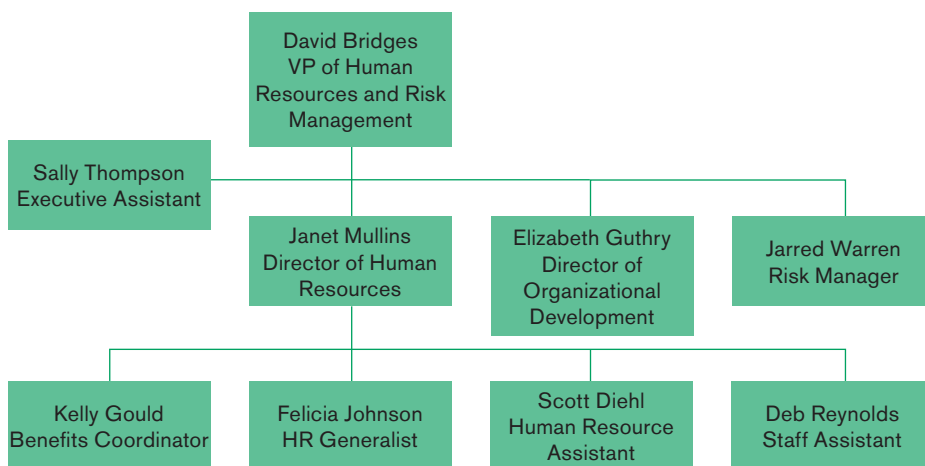 David Bridges
VP of Human
Resources and Risk
Management
Sally Thompson
Executive Assistant
Janet Mullins
Director of Human
Resources
Elizabeth Guthry
Director of
Organizational
Development
Jarred Warren
Risk Manager
Kelly Gould
Benefits Coordinator
Felicia Johnson
HR Generalist
Scott Diehl
Human Resource
Assistant
Deb Reynolds
Staff Assistant